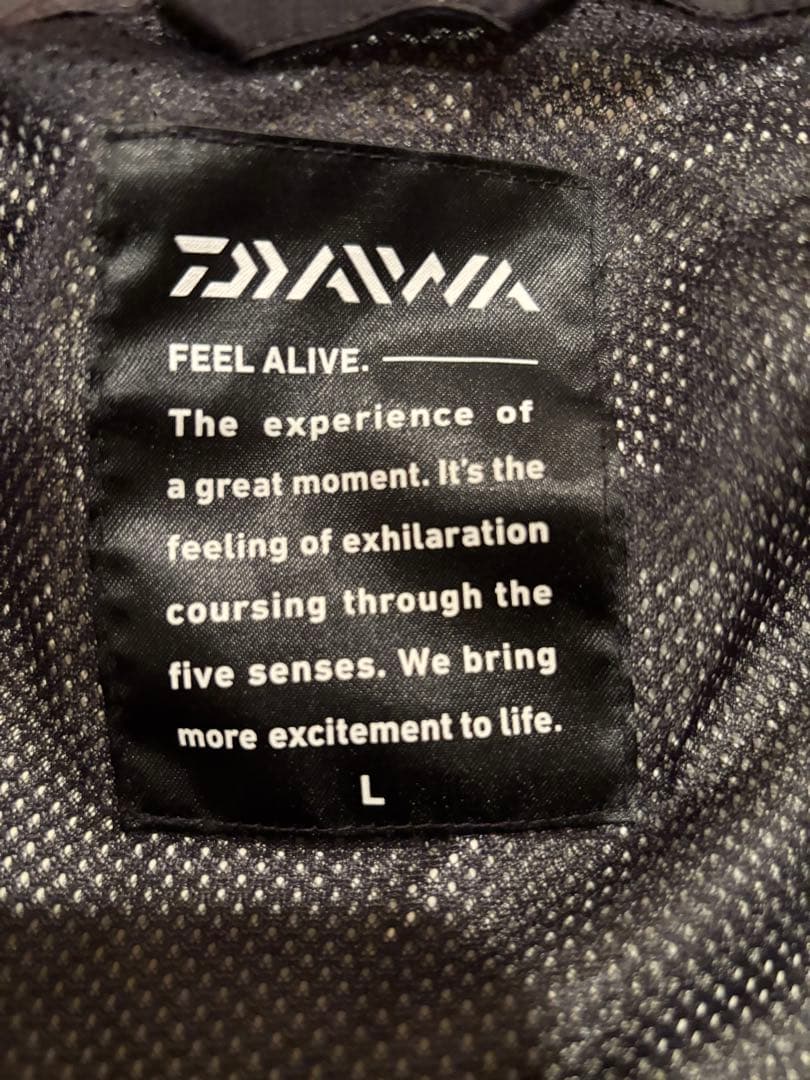 DAIWA
FEEL ALIVE.
The experience of
a great moment. It's the
feeling of exhilaration
coursing through the
five senses. We bring
more excitement to life.
L